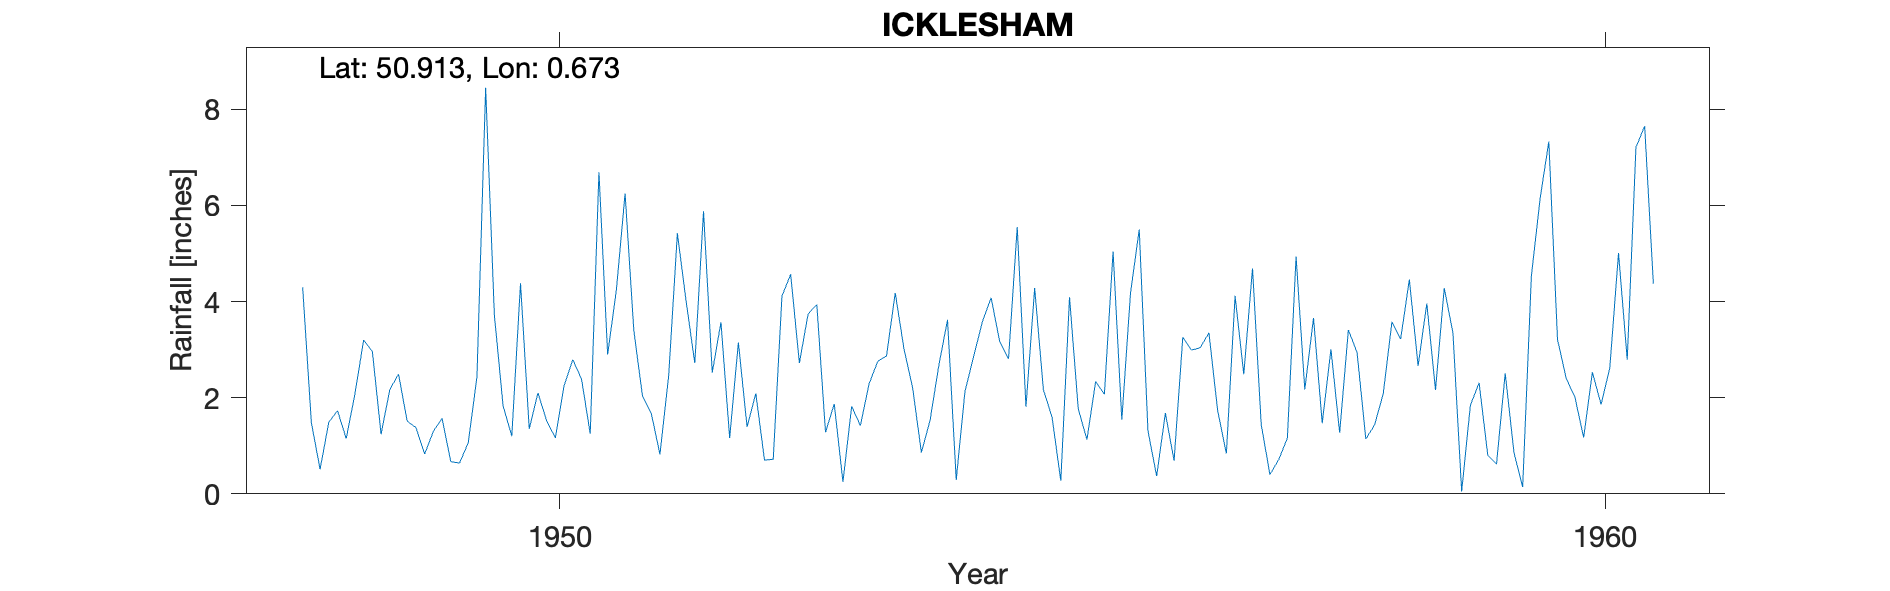 ICKLESHAM
Lat: 50.913, Lon: 0.673
8
6
4
2
0
Rainfall [inches]
1950
1960
Year